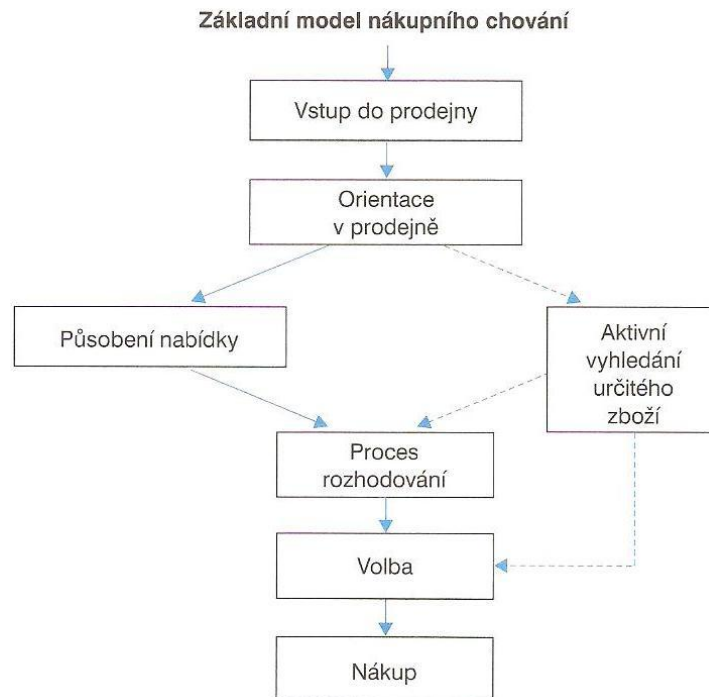 Základní model nákupního chování
Vstup do prodejny
Orientace
v prodejně
Působení nabídky
Aktivní
vyhledání
určitého
zboží
Proces
rozhodování
Volba
Nákup